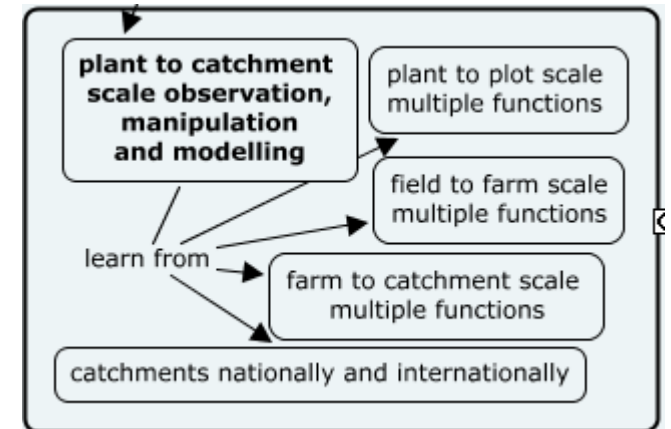 plant to catchment
scale observation,
manipulation
and modelling
plant to plot scale
multiple functions
field to farm scale
multiple functions
learn from
farm to catchment scale
multiple functions
catchments nationally and internationally